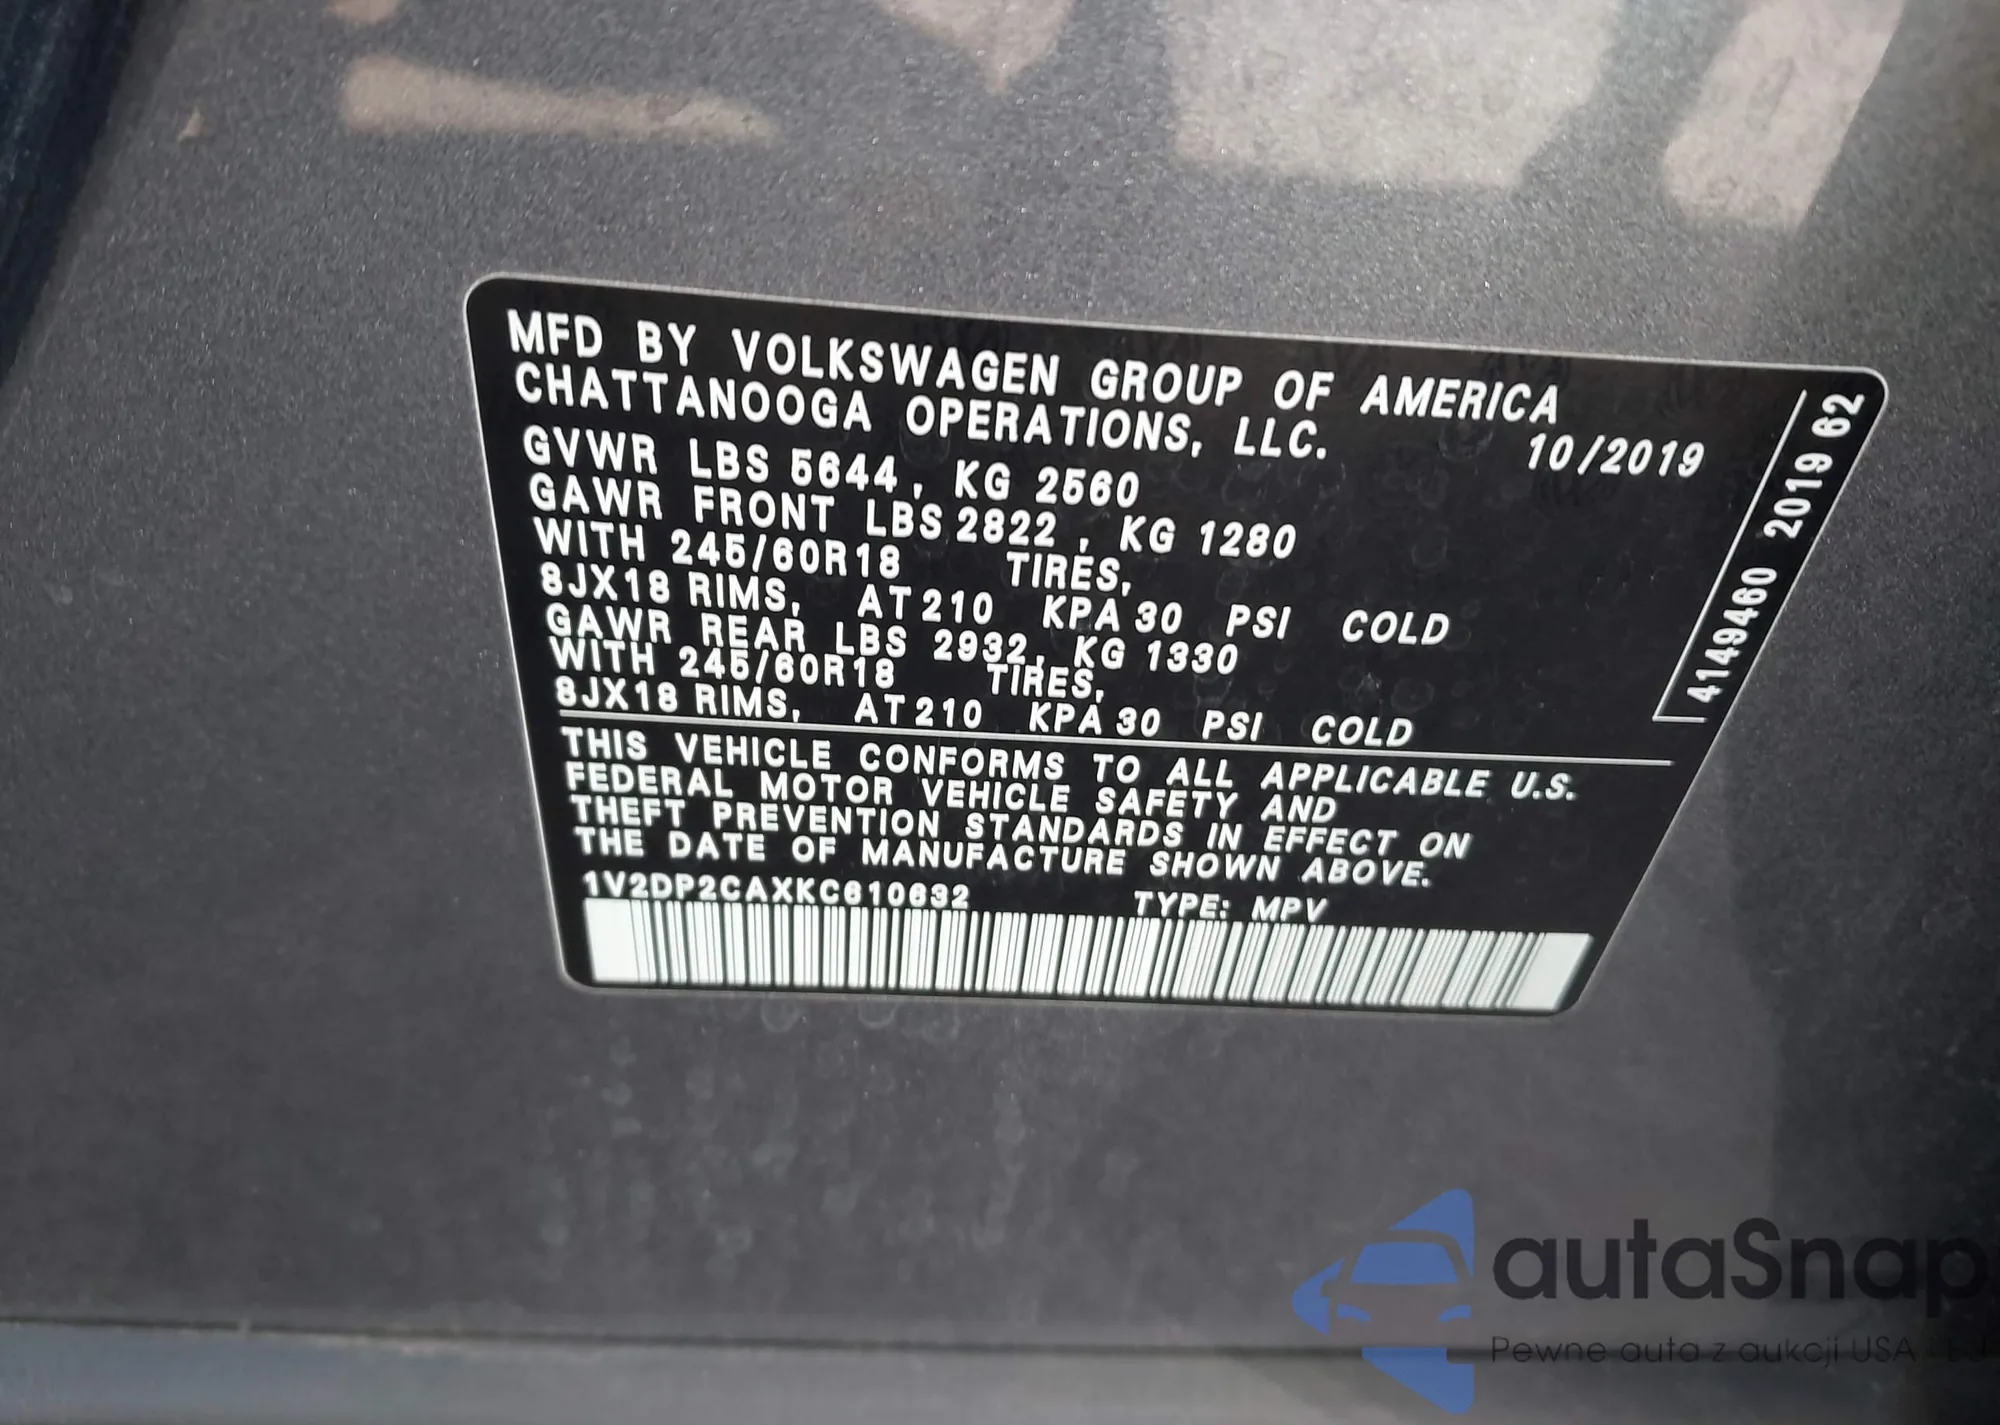 MFD BY VOLKSWAGEN GROUP OF AMERICA
CHATTANOOGA OPERATIONS, LLC.
10/2019
GVWR LBS 5644, KG 2560
GAWR FRONT LBS 2822, KG 1280
WITH 245/60R18 TIRES,
8JX18 RIMS, AT 210 KPA 30 PSI COLD
GAWR REAR LBS 2932, KG 1330
WITH 245/60R18 TIRES,
8JX18 RIMS, AT 210 KPA 30 PSI COLD
THIS VEHICLE CONFORMS TO ALL APPLICABLE U.S.
FEDERAL MOTOR VEHICLE SAFETY AND
THEFT PREVENTION STANDARDS IN EFFECT ON
THE DATE OF MANUFACTURE SHOWN ABOVE.
1V2DP2CAXKC610632 TYPE: MPV
4149460 2019 62
autaSnap
Pewne auta z aukcji USA i EU